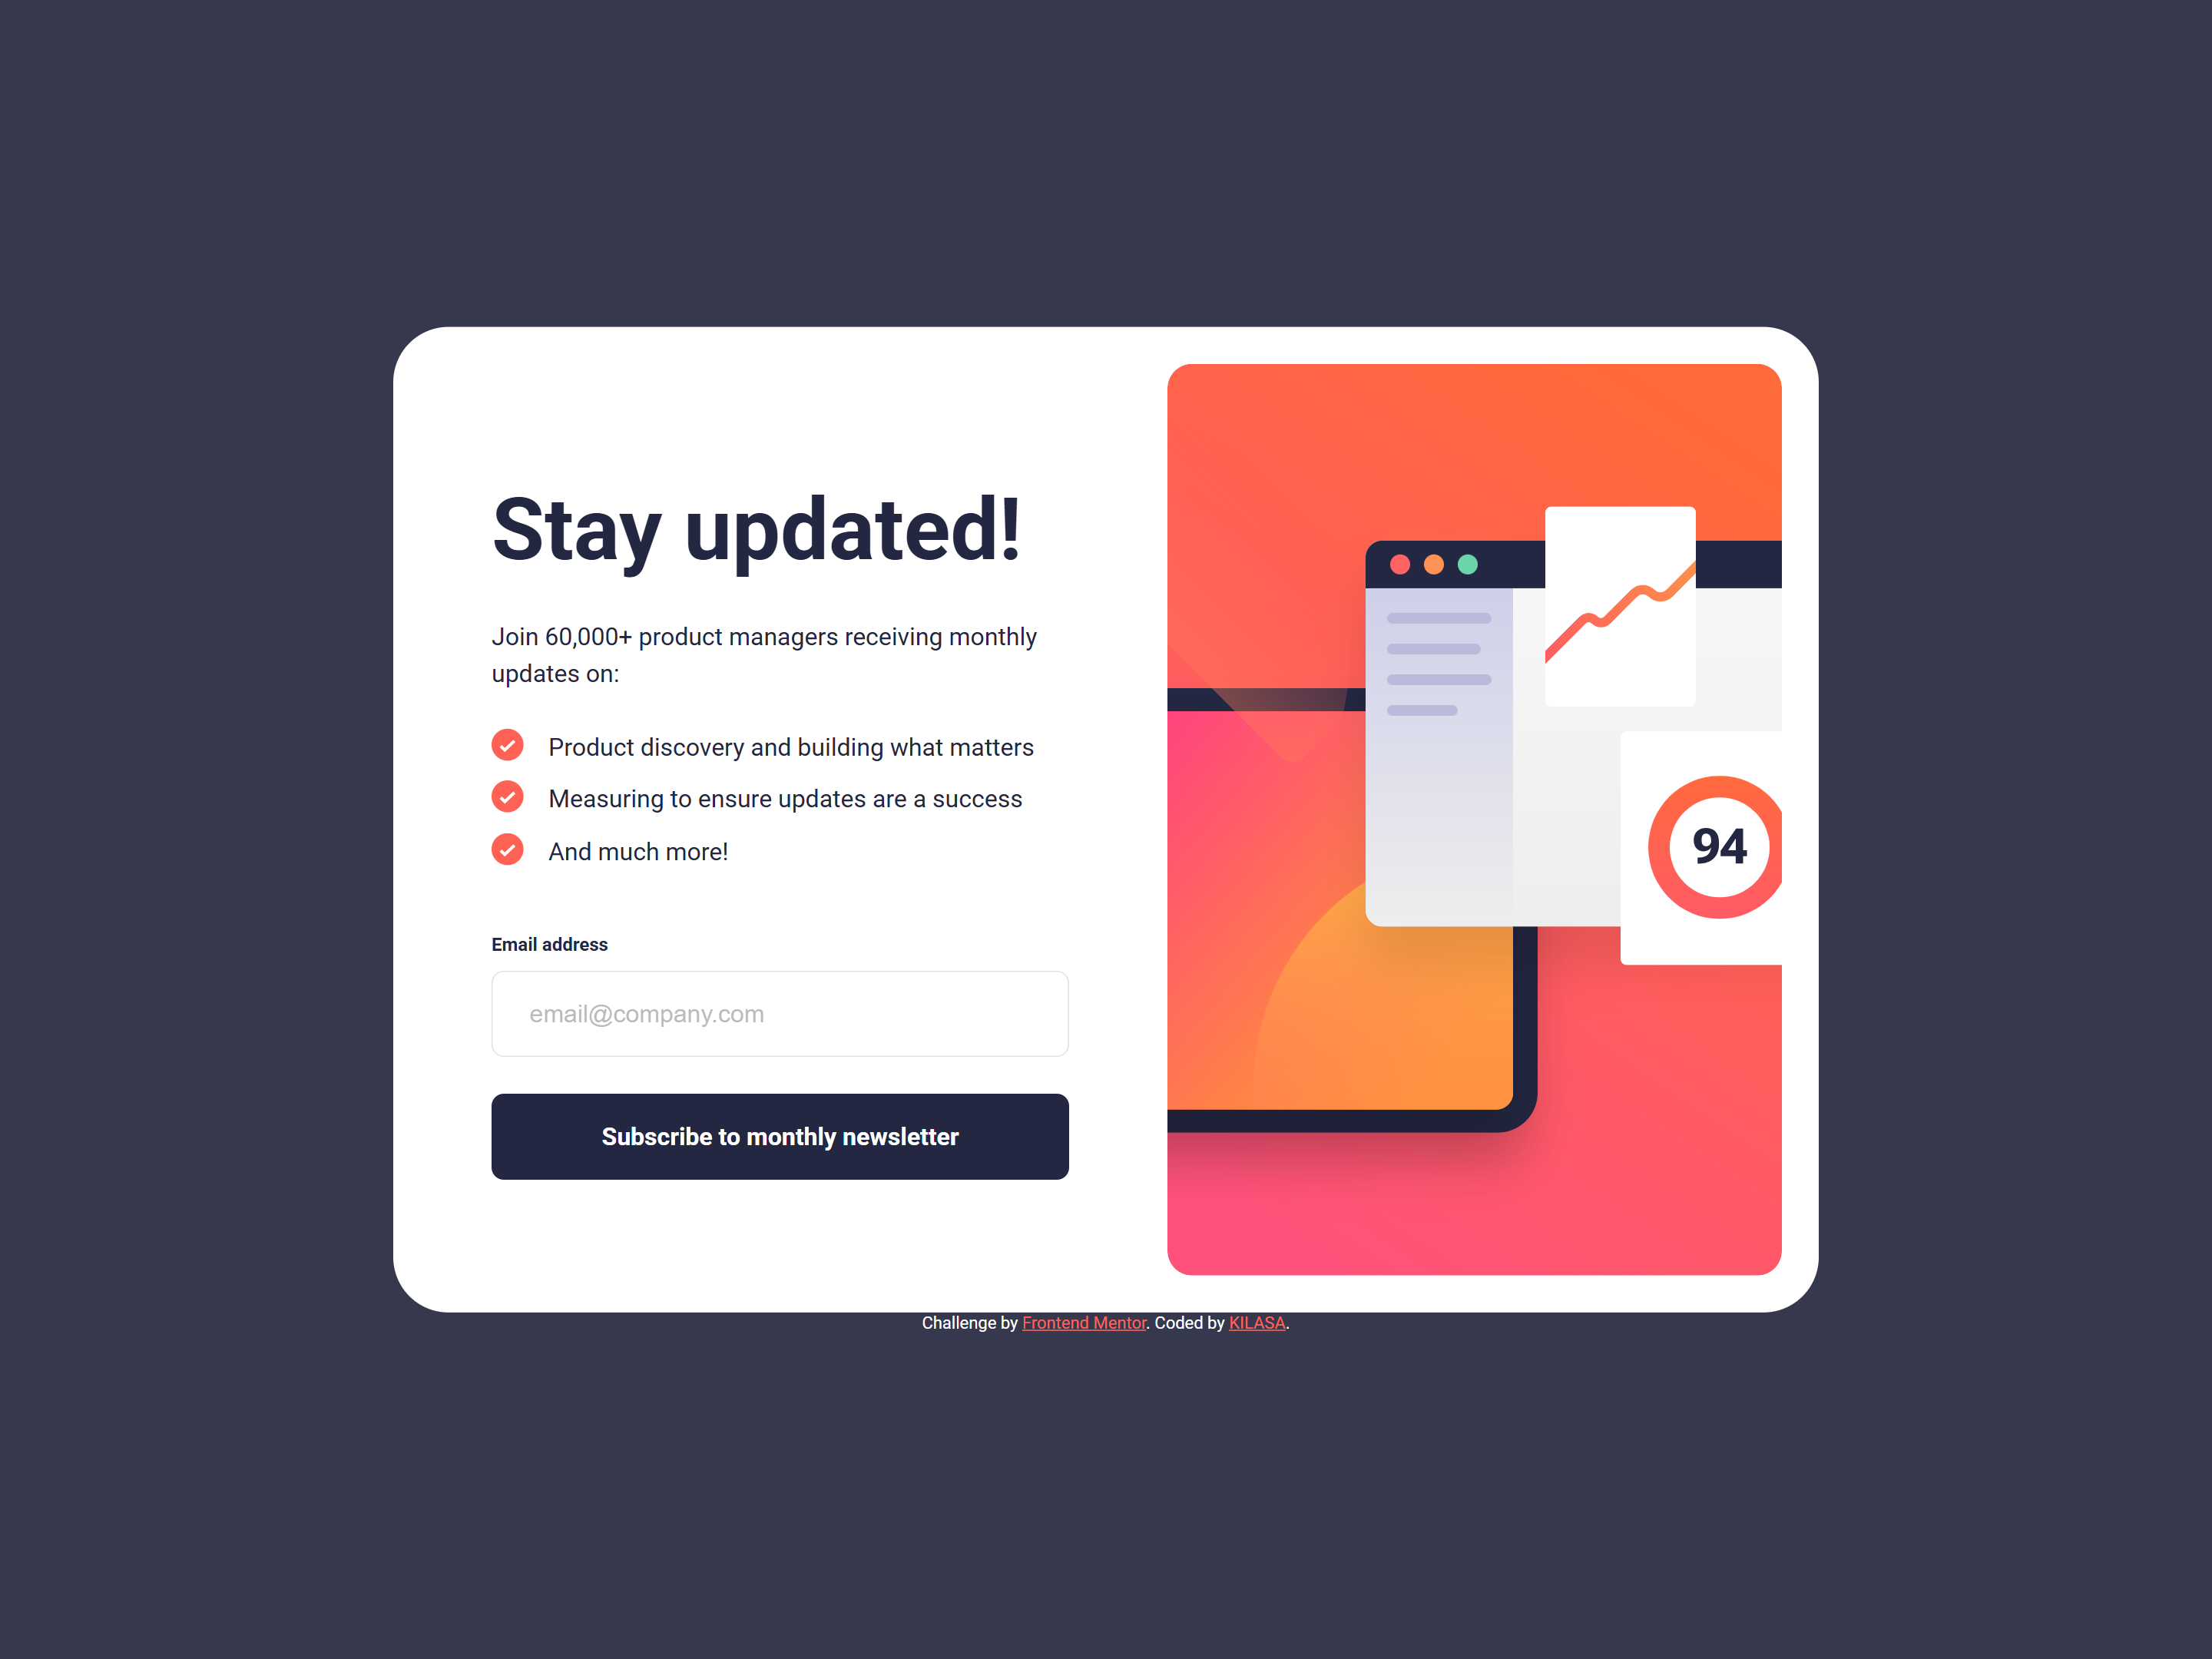 Stay updated!
Join 60,000+ product managers receiving monthly
updates on:
Product discovery and building what matters
Measuring to ensure updates are a success
And much more!
Email address
email@company.com
Subscribe to monthly newsletter
94
Challenge by Frontend Mentor. Coded by KILASA.